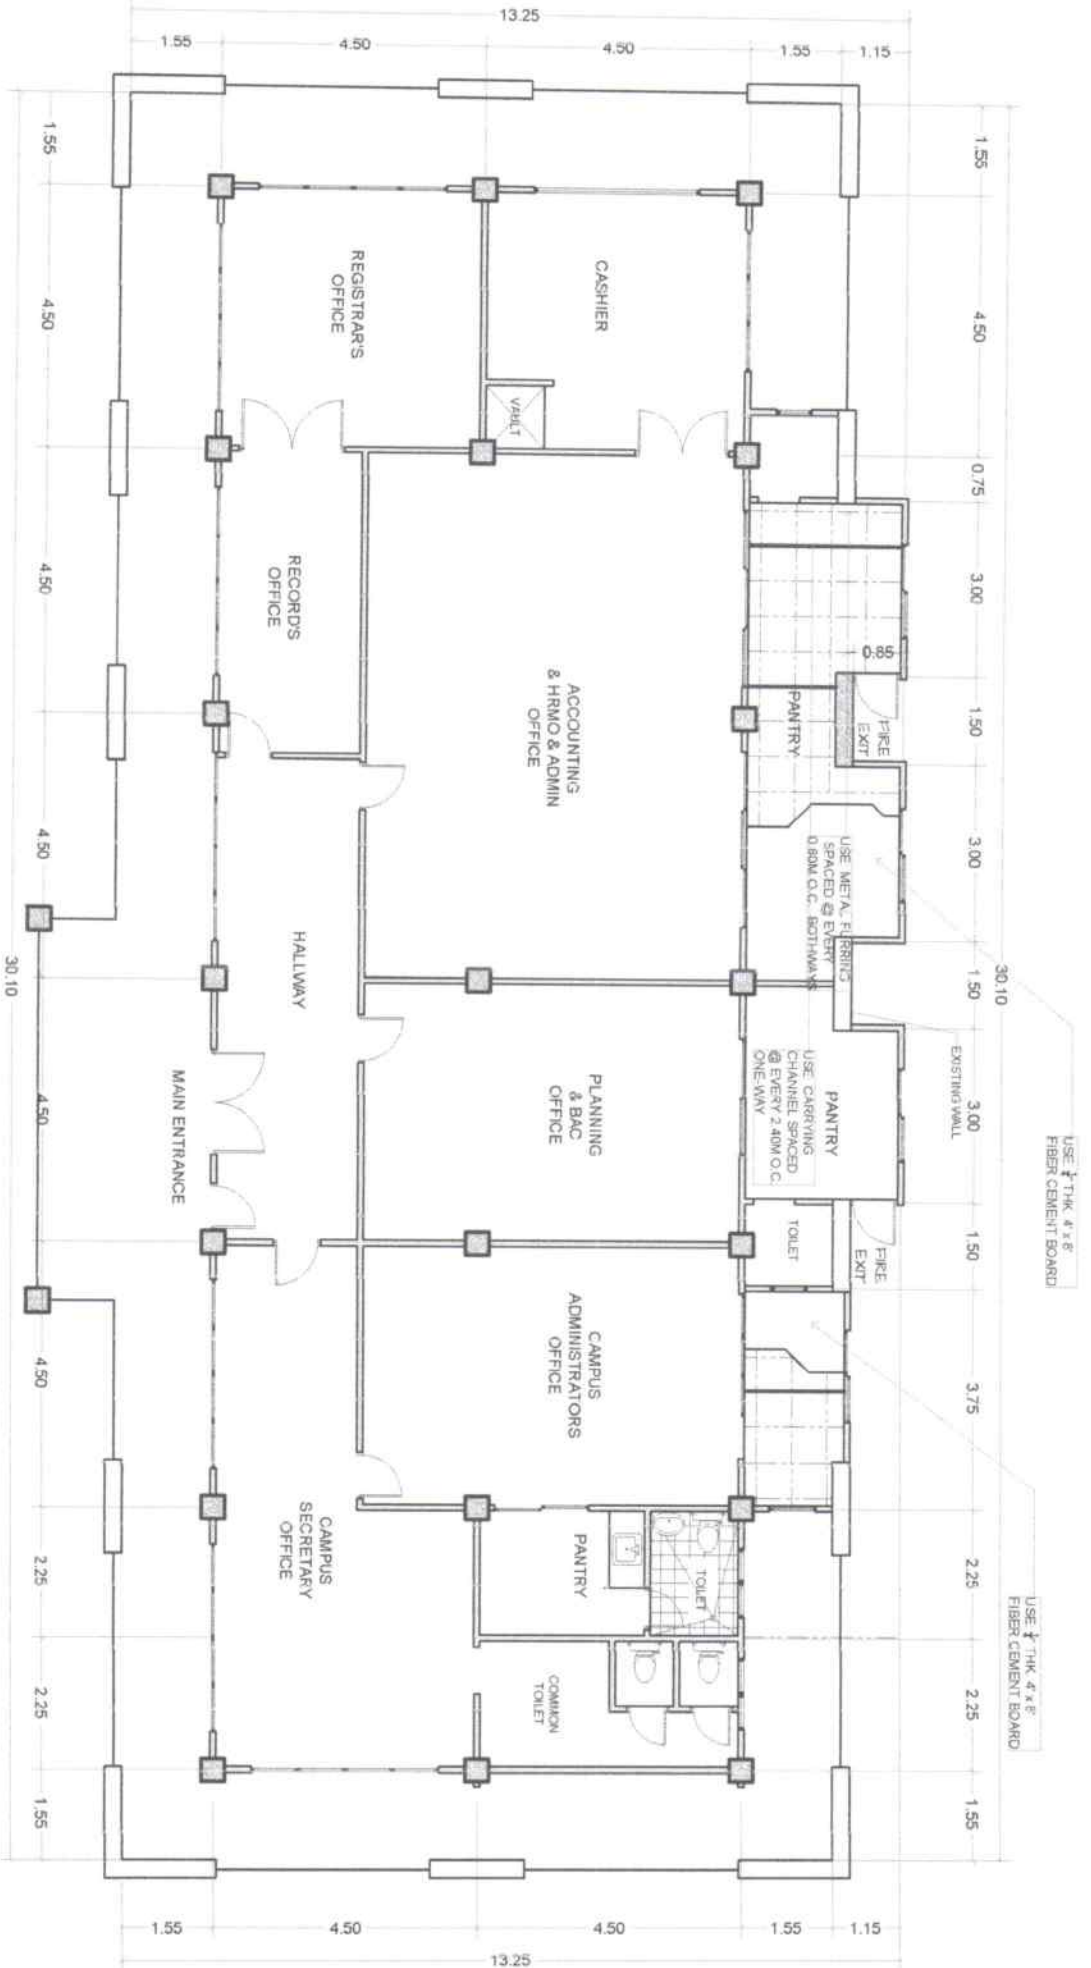 13.25
1.55
4.50
4.50
1.55
1.15
1.55
4.50
4.50
4.50
4.50
4.50
2.25
2.25
1.55
30.10
1.55
4.50
0.75
3.00
1.50
3.00
1.50
3.00
1.50
3.75
2.25
2.25
1.55
30.10
REGISTRAR'S
OFFICE
CASHIER
VAULT
RECORD'S
OFFICE
ACCOUNTING
& HRMO & ADMIN
OFFICE
0.85
PANTRY
FIRE
EXIT
USE METAL FURRING
SPACED @ EVERY
0.60M O.C. BOTHWAYS
HALLWAY
MAIN ENTRANCE
PLANNING
& BAC
OFFICE
PANTRY
USE CARRYING
CHANNEL SPACED
@ EVERY 2.40M O.C.
ONE-WAY
EXISTING WALL
TOILET
FIRE
EXIT
CAMPUS
ADMINISTRATORS
OFFICE
CAMPUS
SECRETARY
OFFICE
PANTRY
TOILET
COMMON
TOILET
USE THK. 4' x 8'
FIBER CEMENT BOARD
USE THK. 4' x 8'
FIBER CEMENT BOARD
1.55
4.50
4.50
1.55
1.15
13.25